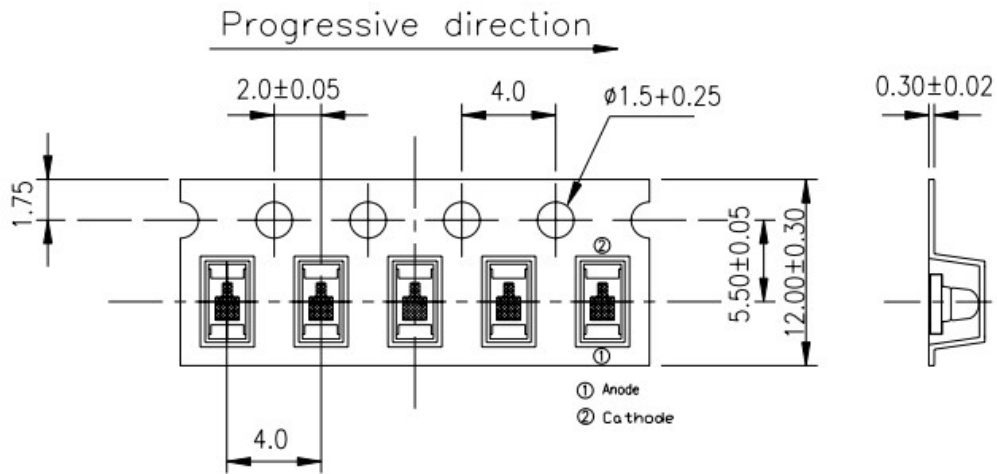 Progressive direction
2.0±0.05
4.0
ø1.5+0.25
0.30±0.02
1.75
②
5.50±0.05
12.00±0.30
①
① Anode
② Cathode
4.0